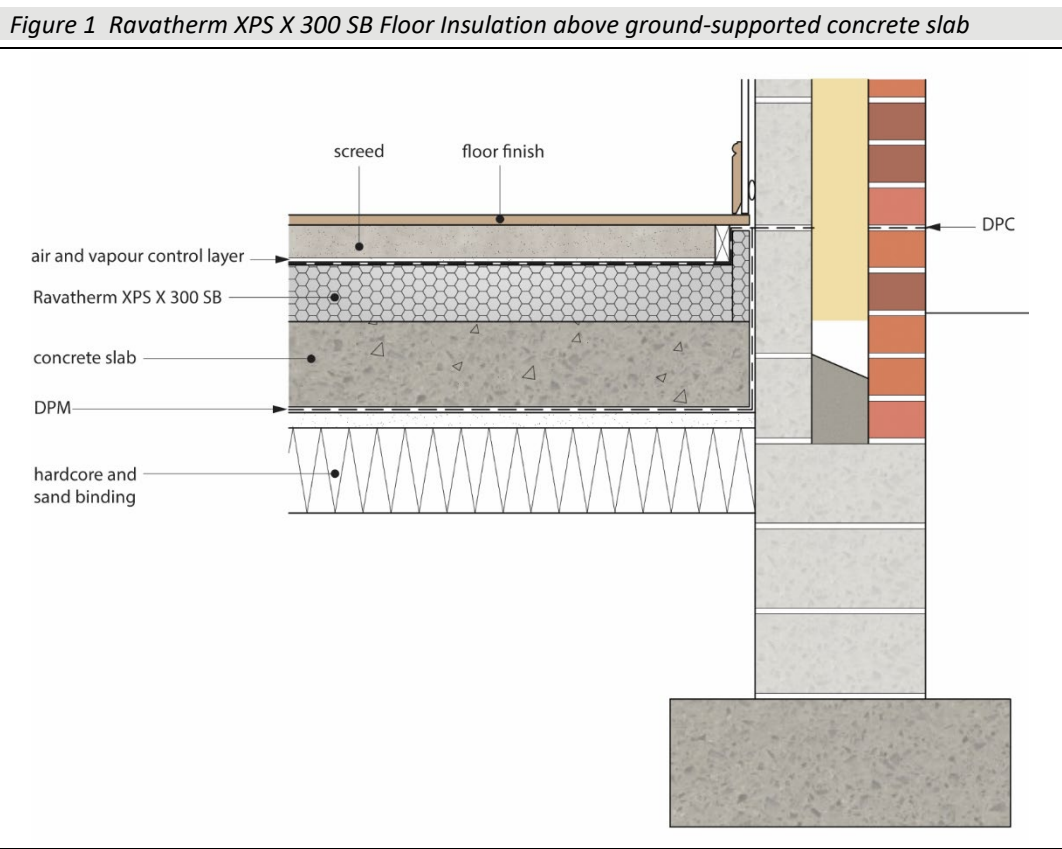 Figure 1 Ravatherm XPS X 300 SB Floor Insulation above ground-supported concrete slab
screed
floor finish
DPC
air and vapour control layer
Ravatherm XPS X 300 SB
concrete slab
DPM
hardcore and
sand binding